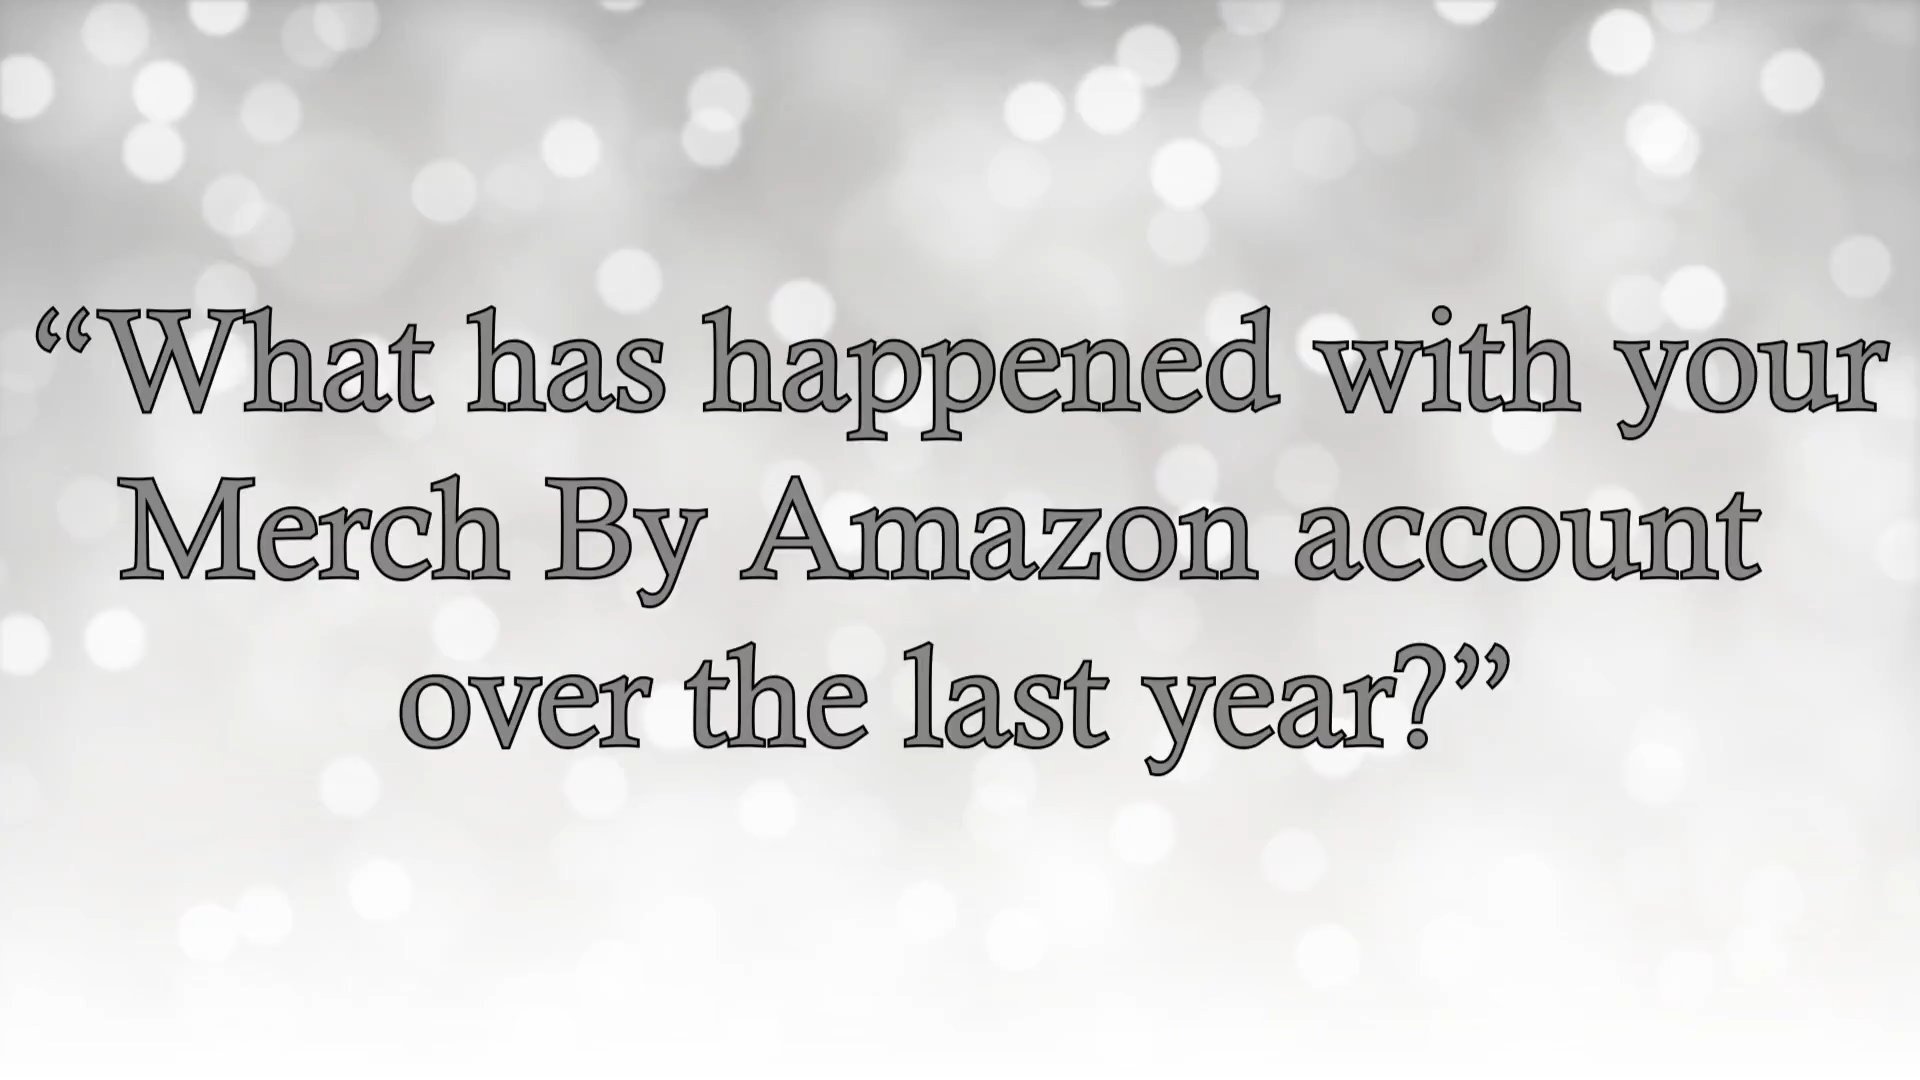 “What has happened with your
Merch By Amazon account
over the last year?”